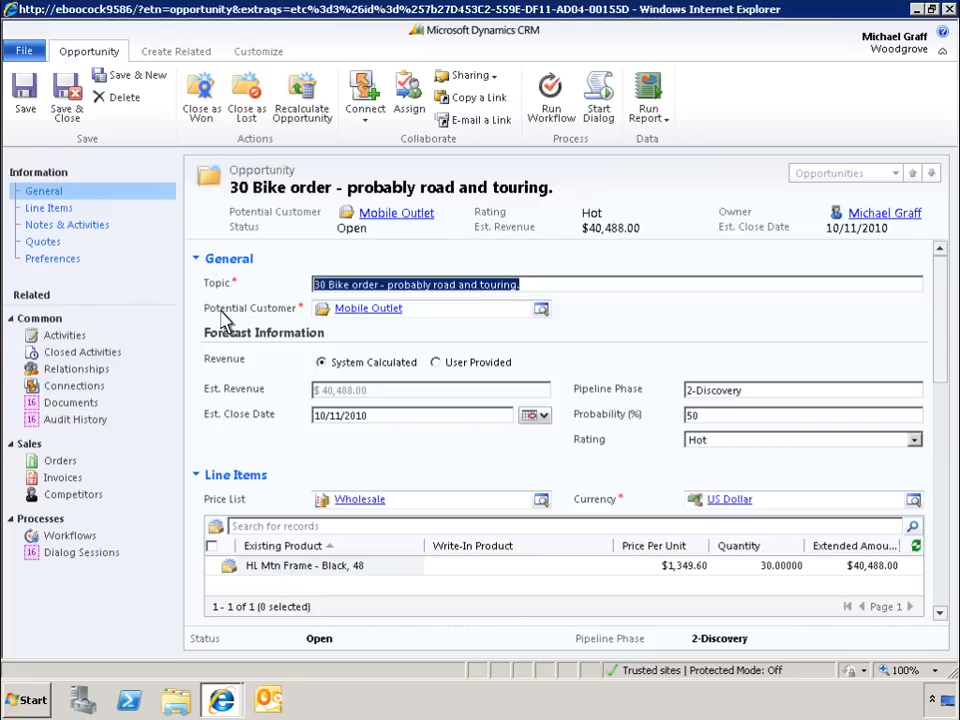 http://eboocock9586/?etn=opportunity&extraqs=etc%3d3%26id%3d%257b27D453C2-559E-DF11-AD04-00155D - Windows Internet Explorer
Microsoft Dynamics CRM
Michael Graff
Woodgrove
File
Opportunity
Create Related
Customize
Save
Save & Close
Save & New
Delete
Close as Won
Close as Lost
Recalculate Opportunity
Connect
Assign
Sharing
Copy a Link
E-mail a Link
Run Workflow
Start Dialog
Run Report
Save
Actions
Collaborate
Process
Data
Information
General
Line Items
Notes & Activities
Quotes
Preferences
Related
Common
Activities
Closed Activities
Relationships
Connections
16 Documents
16 Audit History
Sales
Orders
Invoices
Competitors
Processes
Workflows
16 Dialog Sessions
Opportunity
30 Bike order - probably road and touring.
Opportunities
Potential Customer Mobile Outlet Rating Hot Owner Michael Graff
Status Open Est. Revenue $40,488.00 Est. Close Date 10/11/2010
General
Topic * 30 Bike order - probably road and touring.
Potential Customer * Mobile Outlet
Forecast Information
Revenue System Calculated User Provided
Est. Revenue $ 40,488.00 Pipeline Phase 2-Discovery
Est. Close Date 10/11/2010 Probability (%) 50
Rating Hot
Line Items
Price List Wholesale Currency * US Dollar
Search for records
Existing Product Write-In Product Price Per Unit Quantity Extended Amou...
HL Mtn Frame - Black, 48 $1,349.60 30.00000 $40,488.00
1 - 1 of 1 (0 selected) Page 1
Status Open Pipeline Phase 2-Discovery
Trusted sites | Protected Mode: Off 100%
Start